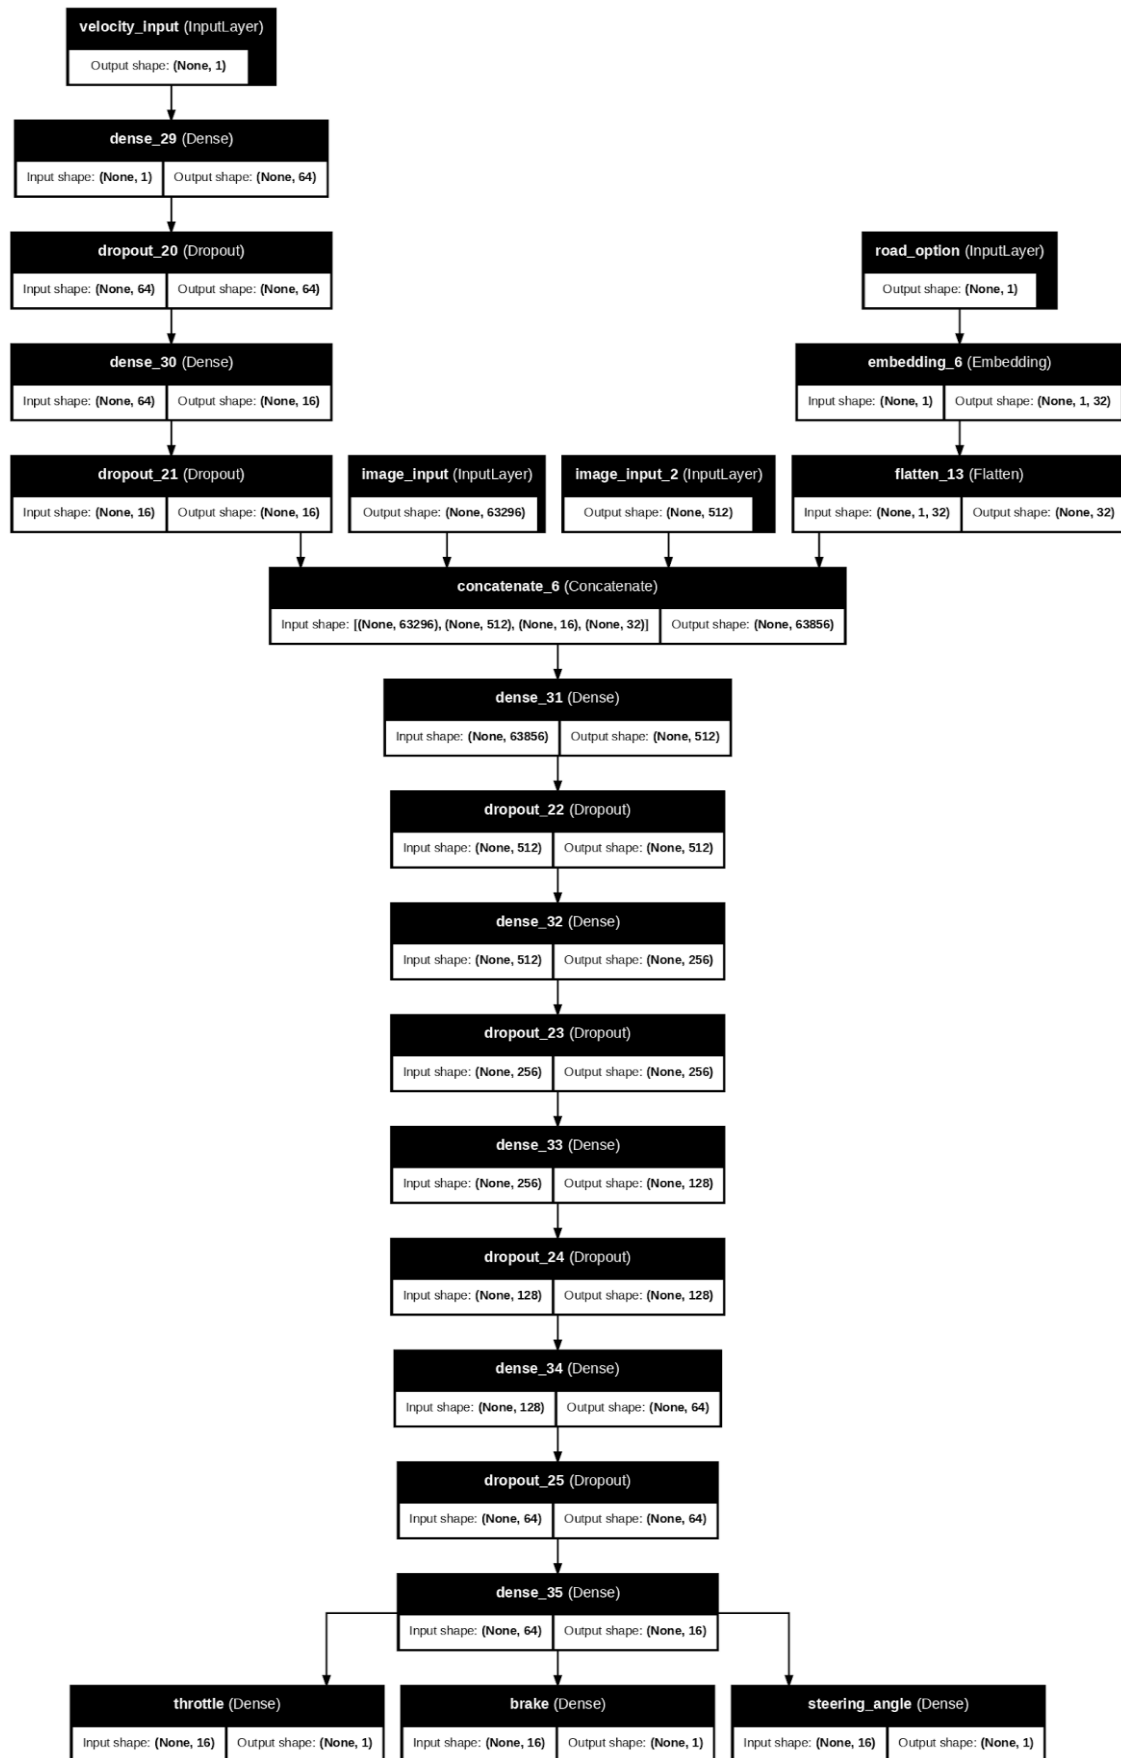 velocity_input (InputLayer)
Output shape: (None, 1)
dense_29 (Dense)
Input shape: (None, 1) Output shape: (None, 64)
dropout_20 (Dropout)
Input shape: (None, 64) Output shape: (None, 64)
road_option (InputLayer)
Output shape: (None, 1)
dense_30 (Dense)
Input shape: (None, 64) Output shape: (None, 16)
embedding_6 (Embedding)
Input shape: (None, 1) Output shape: (None, 1, 32)
dropout_21 (Dropout)
Input shape: (None, 16) Output shape: (None, 16)
image_input (InputLayer)
Output shape: (None, 63296)
image_input_2 (InputLayer)
Output shape: (None, 512)
flatten_13 (Flatten)
Input shape: (None, 1, 32) Output shape: (None, 32)
concatenate_6 (Concatenate)
Input shape: [(None, 63296), (None, 512), (None, 16), (None, 32)] Output shape: (None, 63856)
dense_31 (Dense)
Input shape: (None, 63856) Output shape: (None, 512)
dropout_22 (Dropout)
Input shape: (None, 512) Output shape: (None, 512)
dense_32 (Dense)
Input shape: (None, 512) Output shape: (None, 256)
dropout_23 (Dropout)
Input shape: (None, 256) Output shape: (None, 256)
dense_33 (Dense)
Input shape: (None, 256) Output shape: (None, 128)
dropout_24 (Dropout)
Input shape: (None, 128) Output shape: (None, 128)
dense_34 (Dense)
Input shape: (None, 128) Output shape: (None, 64)
dropout_25 (Dropout)
Input shape: (None, 64) Output shape: (None, 64)
dense_35 (Dense)
Input shape: (None, 64) Output shape: (None, 16)
throttle (Dense)
Input shape: (None, 16) Output shape: (None, 1)
brake (Dense)
Input shape: (None, 16) Output shape: (None, 1)
steering_angle (Dense)
Input shape: (None, 16) Output shape: (None, 1)